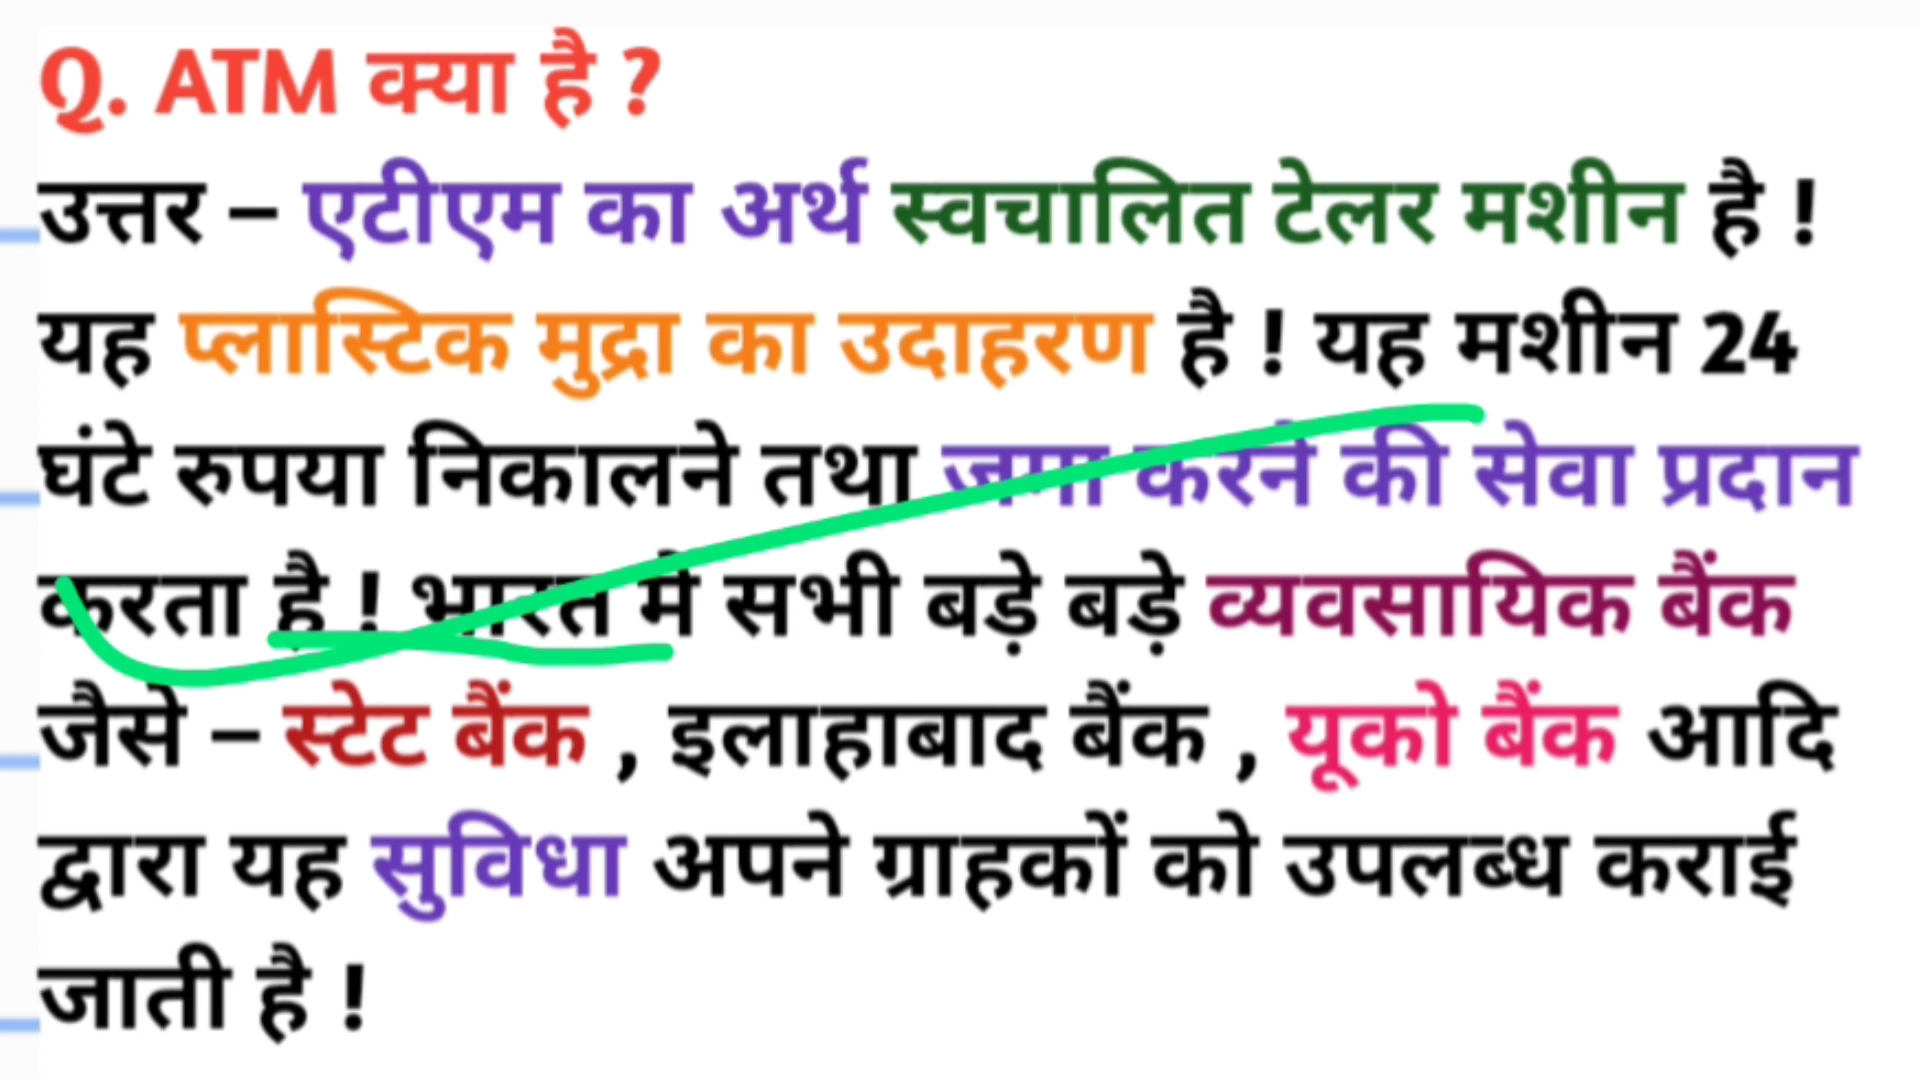 Q. ATM क्या है ?
उत्तर – एटीएम का अर्थ स्वचालित टेलर मशीन है !
यह प्लास्टिक मुद्रा का उदाहरण है ! यह मशीन 24
घंटे रुपया निकालने तथा जमा करने की सेवा प्रदान
करता है ! भारत में सभी बड़े बड़े व्यवसायिक बैंक
जैसे – स्टेट बैंक , इलाहाबाद बैंक , यूको बैंक आदि
द्वारा यह सुविधा अपने ग्राहकों को उपलब्ध कराई
जाती है !